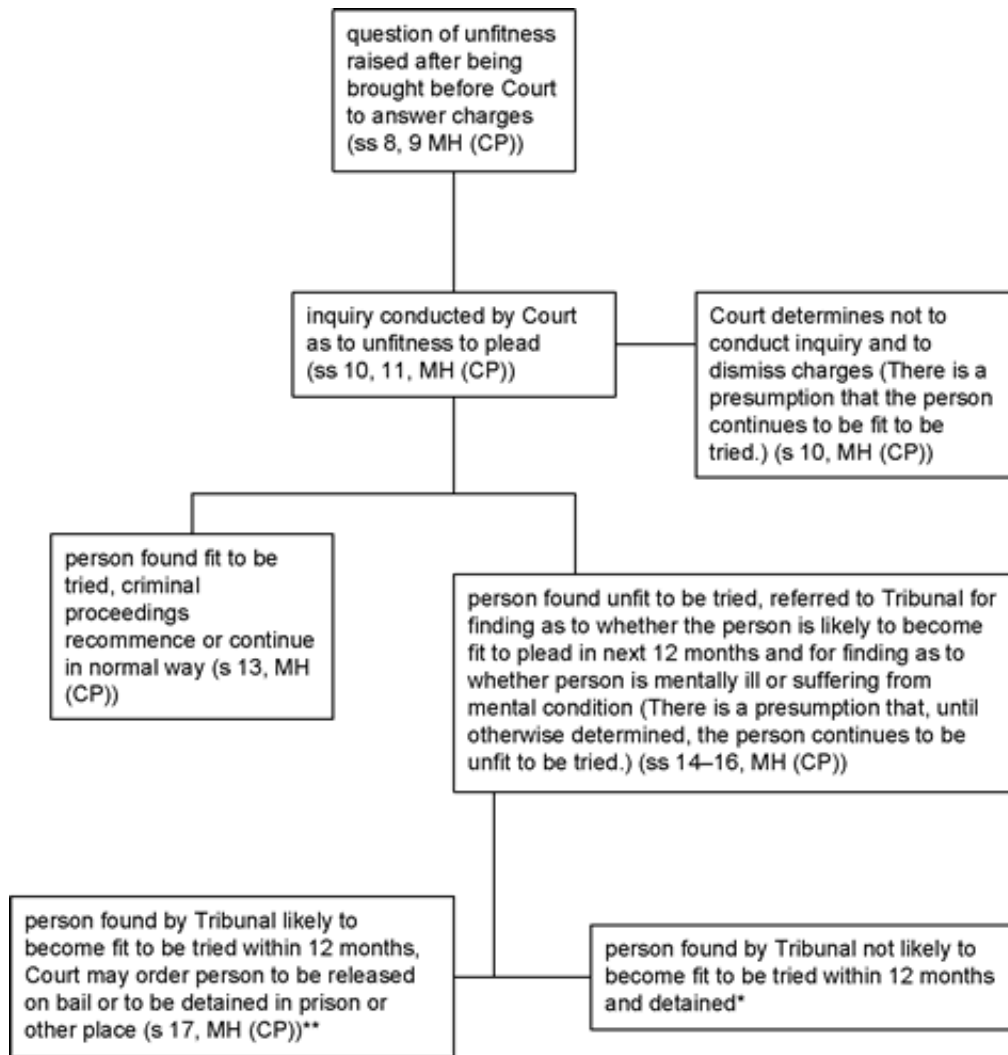 question of unfitness
raised after being
brought before Court
to answer charges
(ss 8, 9 MH (CP))
inquiry conducted by Court
as to unfitness to plead
(ss 10, 11, MH (CP))
Court determines not to
conduct inquiry and to
dismiss charges (There is a
presumption that the person
continues to be fit to be
tried.) (s 10, MH (CP))
person found fit to be
tried, criminal
proceedings
recommence or continue
in normal way (s 13, MH
(CP))
person found unfit to be tried, referred to Tribunal for
finding as to whether the person is likely to become
fit to plead in next 12 months and for finding as to
whether person is mentally ill or suffering from
mental condition (There is a presumption that, until
otherwise determined, the person continues to be
unfit to be tried.) (ss 14–16, MH (CP))
person found by Tribunal likely to
become fit to be tried within 12 months,
Court may order person to be released
on bail or to be detained in prison or
other place (s 17, MH (CP))**
person found by Tribunal not likely to
become fit to be tried within 12 months
and detained*